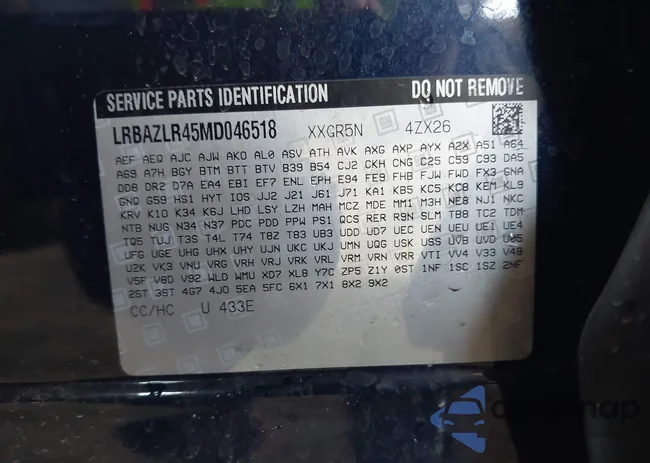 SERVICE PARTS IDENTIFICATION DO NOT REMOVE
LRBAZLR45MD046518 XXGR5N 4ZX26
AEF AEQ AJC AJW AKO AL0 ASV ATH AVK AXG AXP AYY A2X A51 A64
A69 A7H BGY BTM BTT BTV B39 B54 CJ2 CKH CNG C25 C59 C93 DA5
DD8 DR2 D7A EA4 EBI EF7 ENL EPH E94 FE9 FHB FJW FWD FX3 GNA
GNQ G59 HS1 HYT IOS JJ2 J21 J61 J71 KA1 KB5 KC5 KC8 KEM KL9
KRV K10 K34 K6J LHD LSY LZH MAH MCZ MDE MM1 M3H NE8 NJ1 NKC
NTB NUG N34 N37 PDC PDD PPW PS1 QCS RER R9N SLM TB8 TC2 TDM
TQ5 TUJ T3S T4L T74 T8Z T83 UB3 UDD UD7 UEC UEN UEU UE1 UE4
UFG UGE UHG UHX UHY UJN UKC UKJ UMN UQG USK USS UVB UVD U05
U2K VK3 VNU VRG VRH VRJ VRK VRL VRM VRN VRR VTI VV4 V33 V48
V5F V8D V92 WLD WMU XD7 XL8 Y7C ZP5 Z1Y 0ST 1NF 1SC 1SZ 2NF
2ST 3ST 4G7 4J0 5EA 5FC 6X1 7X1 8X2 9X2
CC/HC U 433E
GM